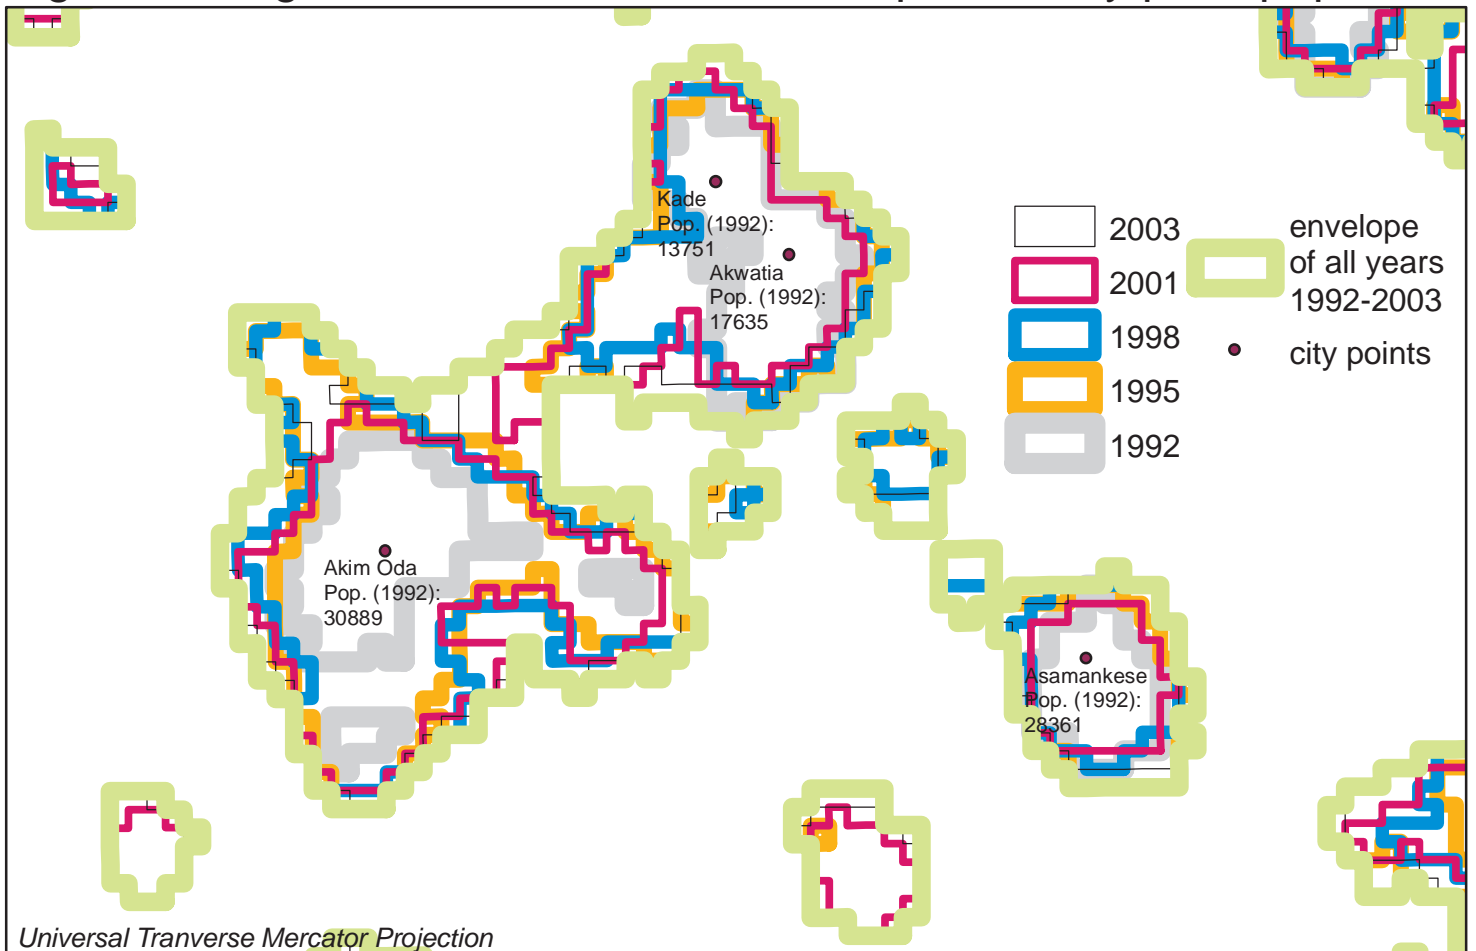 Kade
Pop. (1992):
13751
Akwatia
Pop. (1992):
17635
2003
2001
1998
1995
1992
envelope
of all years
1992-2003
city points
Akim Oda
Pop. (1992):
30889
Asamankese
Pop. (1992):
28361
Universal Tranverse Mercator Projection